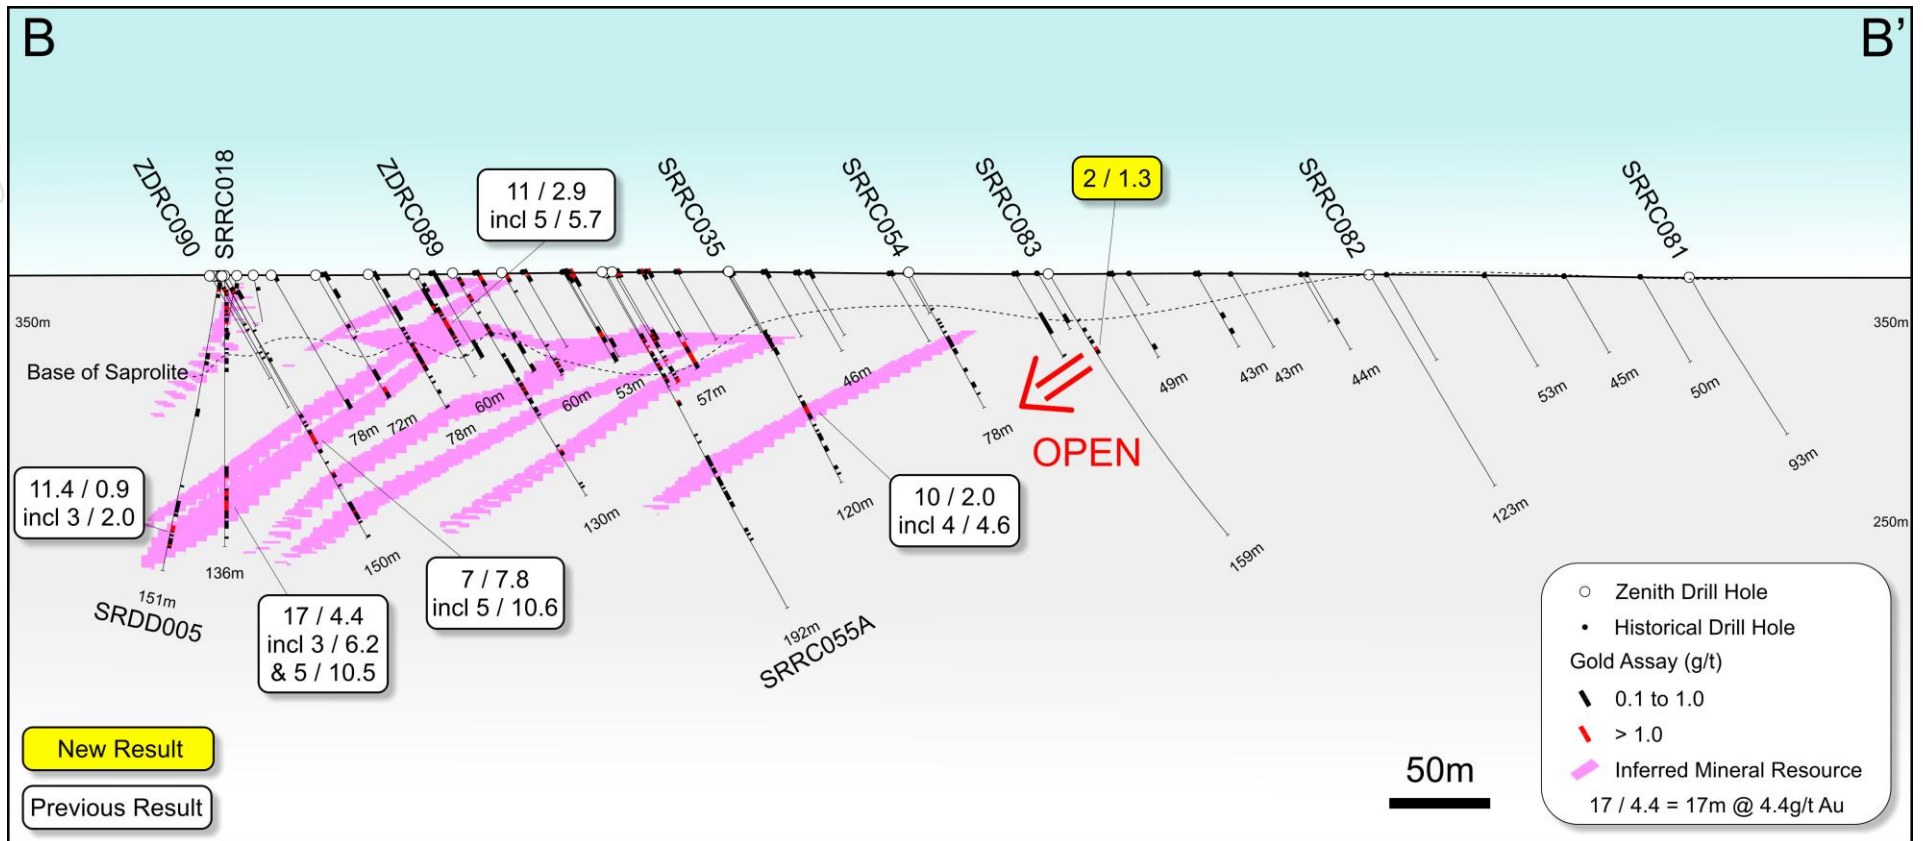 B
B'
ZDRC090
SRRC018
ZDRC089
SRRC035
SRRC054
SRRC083
SRRC082
SRRC081
11 / 2.9
incl 5 / 5.7
2 / 1.3
350m
350m
Base of Saprolite
250m
78m
72m
60m
78m
60m
53m
57m
46m
78m
49m
43m
43m
44m
53m
45m
50m
93m
OPEN
11.4 / 0.9
incl 3 / 2.0
10 / 2.0
incl 4 / 4.6
130m
120m
123m
159m
150m
136m
151m
SRDD005
7 / 7.8
incl 5 / 10.6
17 / 4.4
incl 3 / 6.2
& 5 / 10.5
192m
SRRC055A
New Result
Previous Result
50m
Zenith Drill Hole
Historical Drill Hole
Gold Assay (g/t)
0.1 to 1.0
> 1.0
Inferred Mineral Resource
17 / 4.4 = 17m @ 4.4g/t Au